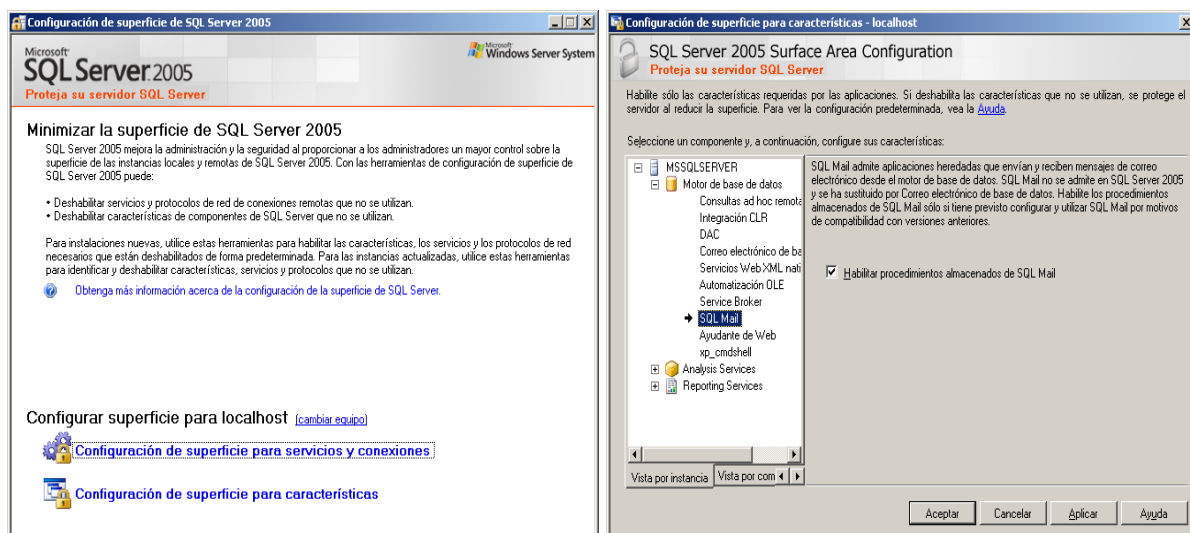 Configuración de superficie de SQL Server 2005
Microsoft
SQL Server 2005
Proteja su servidor SQL Server
Microsoft
Windows Server System
Minimizar la superficie de SQL Server 2005
SQL Server 2005 mejora la administración y la seguridad al proporcionar a los administradores un mayor control sobre la
superficie de las instancias locales y remotas de SQL Server 2005. Con las herramientas de configuración de superficie de
SQL Server 2005 puede:
• Deshabilitar servicios y protocolos de red de conexiones remotas que no se utilizan.
• Deshabilitar características de componentes de SQL Server que no se utilizan.
Para instalaciones nuevas, utilice estas herramientas para habilitar las características, los servicios y los protocolos de red
necesarios que están deshabilitados de forma predeterminada. Para las instancias actualizadas, utilice estas herramientas
para identificar y deshabilitar características, servicios y protocolos que no se utilizan.
Obtenga más información acerca de la configuración de la superficie de SQL Server.
Configurar superficie para localhost (cambiar equipo)
Configuración de superficie para servicios y conexiones
Configuración de superficie para características
Configuración de superficie para características - localhost
SQL Server 2005 Surface Area Configuration
Proteja su servidor SQL Server
Habilite sólo las características requeridas por las aplicaciones. Si deshabilita las características que no se utilizan, se protege el
servidor al reducir la superficie. Para ver la configuración predeterminada, vea la Ayuda.
Seleccione un componente y, a continuación, configure sus características:
MSSQLSERVER
Motor de base de datos
Consultas ad hoc remota
Integración CLR
DAC
Correo electrónico de ba
Servicios Web XML nati
Automatización OLE
Service Broker
SQL Mail
Ayudante de Web
xp_cmdshell
Analysis Services
Reporting Services
Vista por instancia
Vista por com
SQL Mail admite aplicaciones heredadas que envían y reciben mensajes de correo
electrónico desde el motor de base de datos. SQL Mail no se admite en SQL Server 2005
y se ha sustituido por Correo electrónico de base de datos. Habilite los procedimientos
almacenados de SQL Mail sólo si tiene previsto configurar y utilizar SQL Mail por motivos
de compatibilidad con versiones anteriores.
Habilitar procedimientos almacenados de SQL Mail
Aceptar
Cancelar
Aplicar
Ayuda